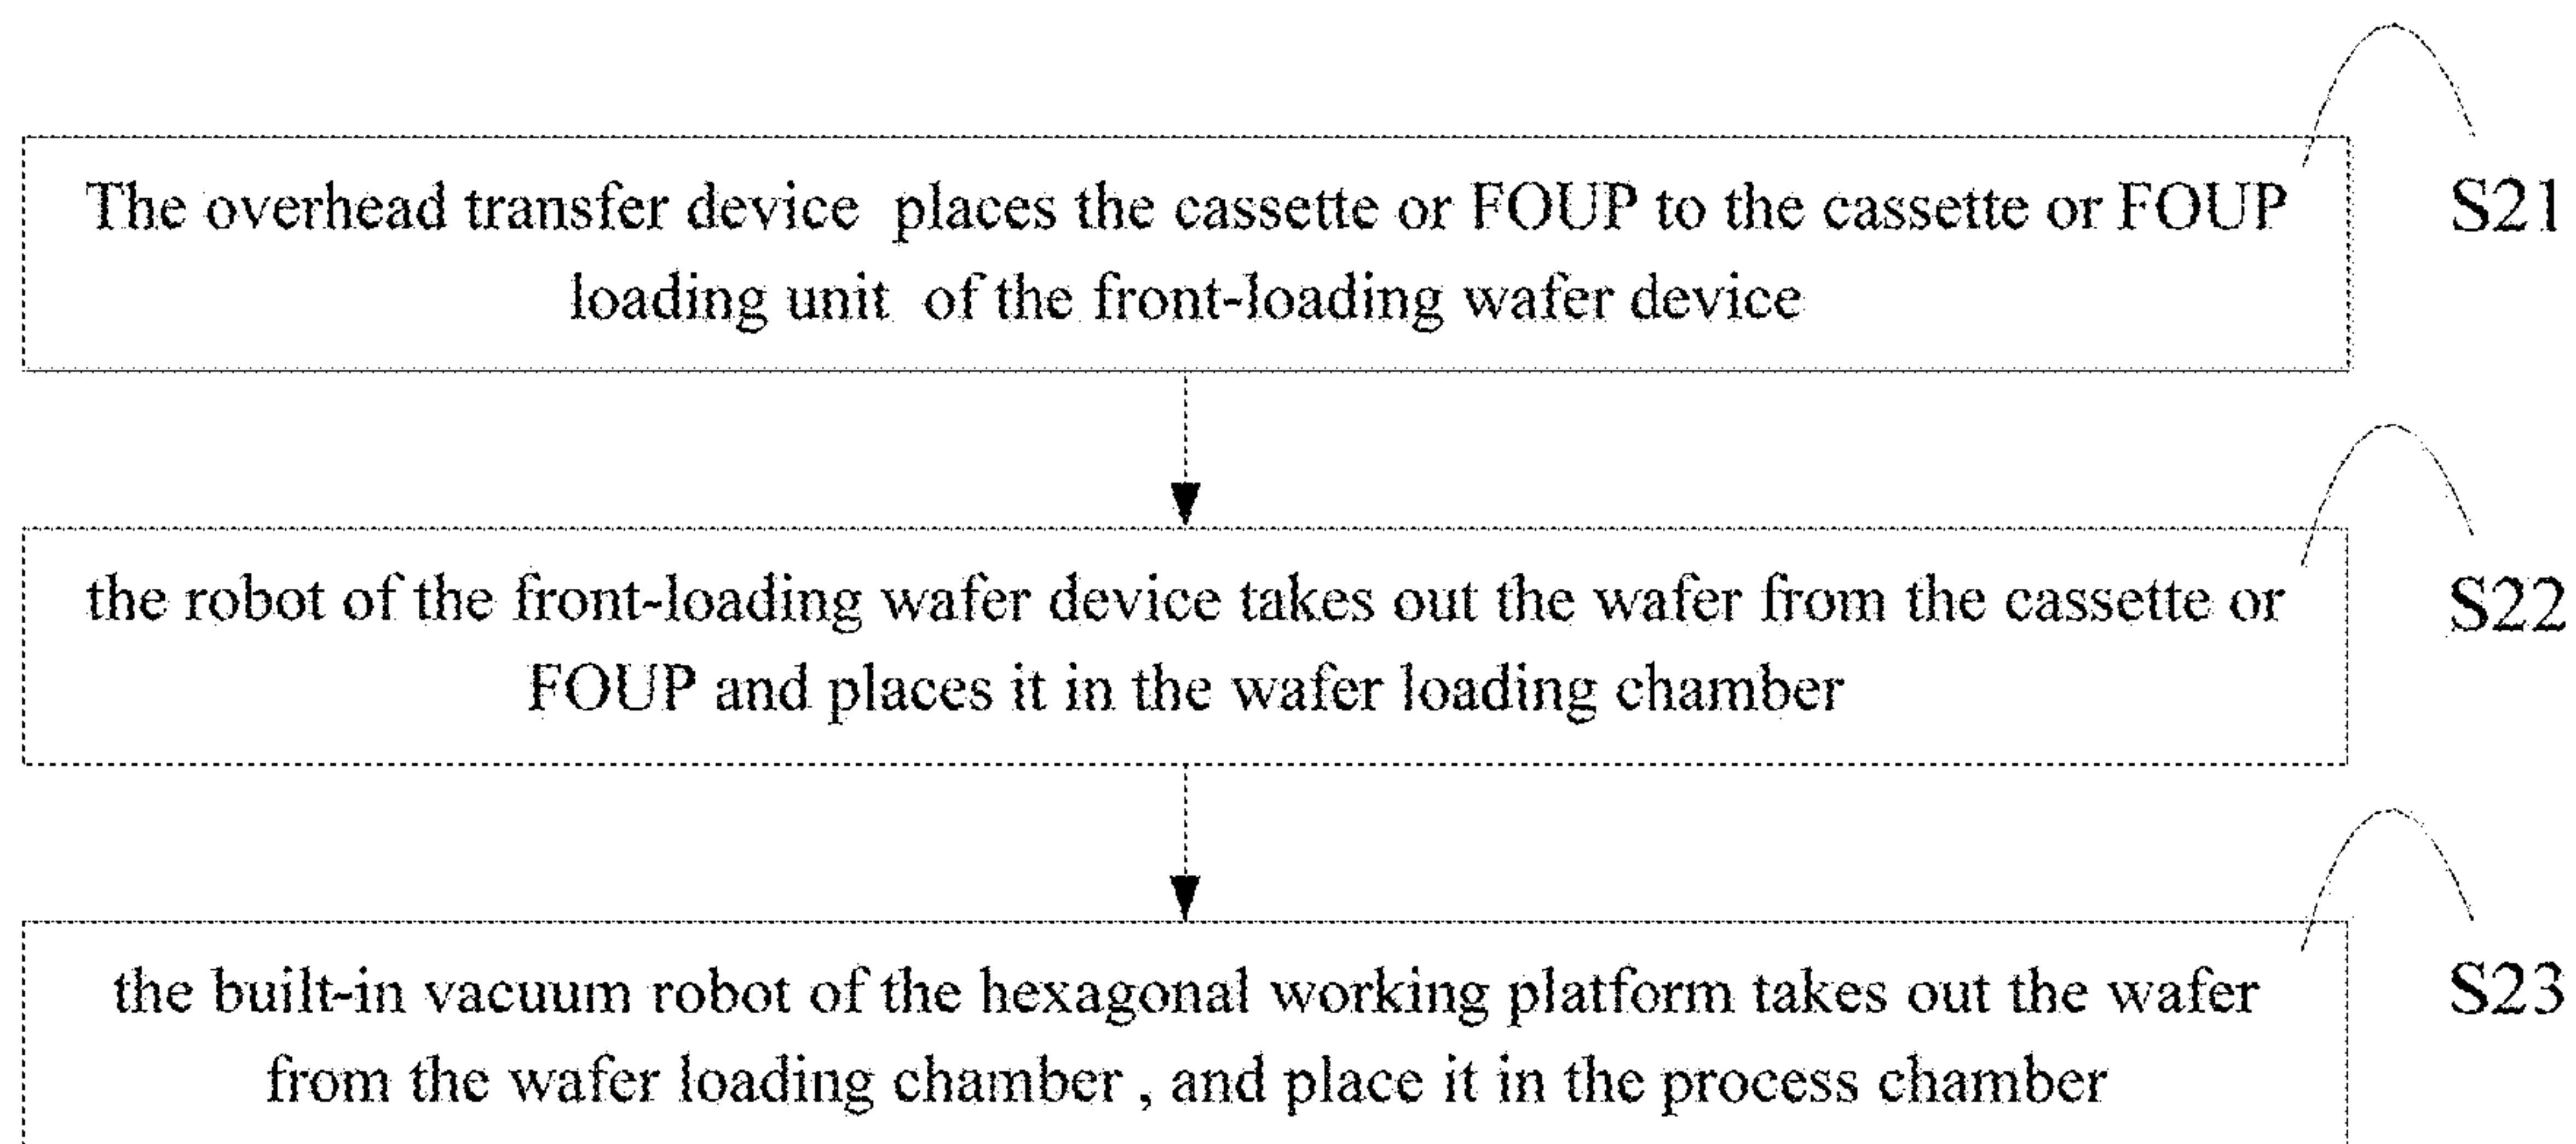 The overhead transfer device places the cassette or FOUP to the cassette or FOUP
loading unit of the front-loading wafer device
S21
the robot of the front-loading wafer device takes out the wafer from the cassette or
FOUP and places it in the wafer loading chamber
S22
the built-in vacuum robot of the hexagonal working platform takes out the wafer
from the wafer loading chamber , and place it in the process chamber
S23